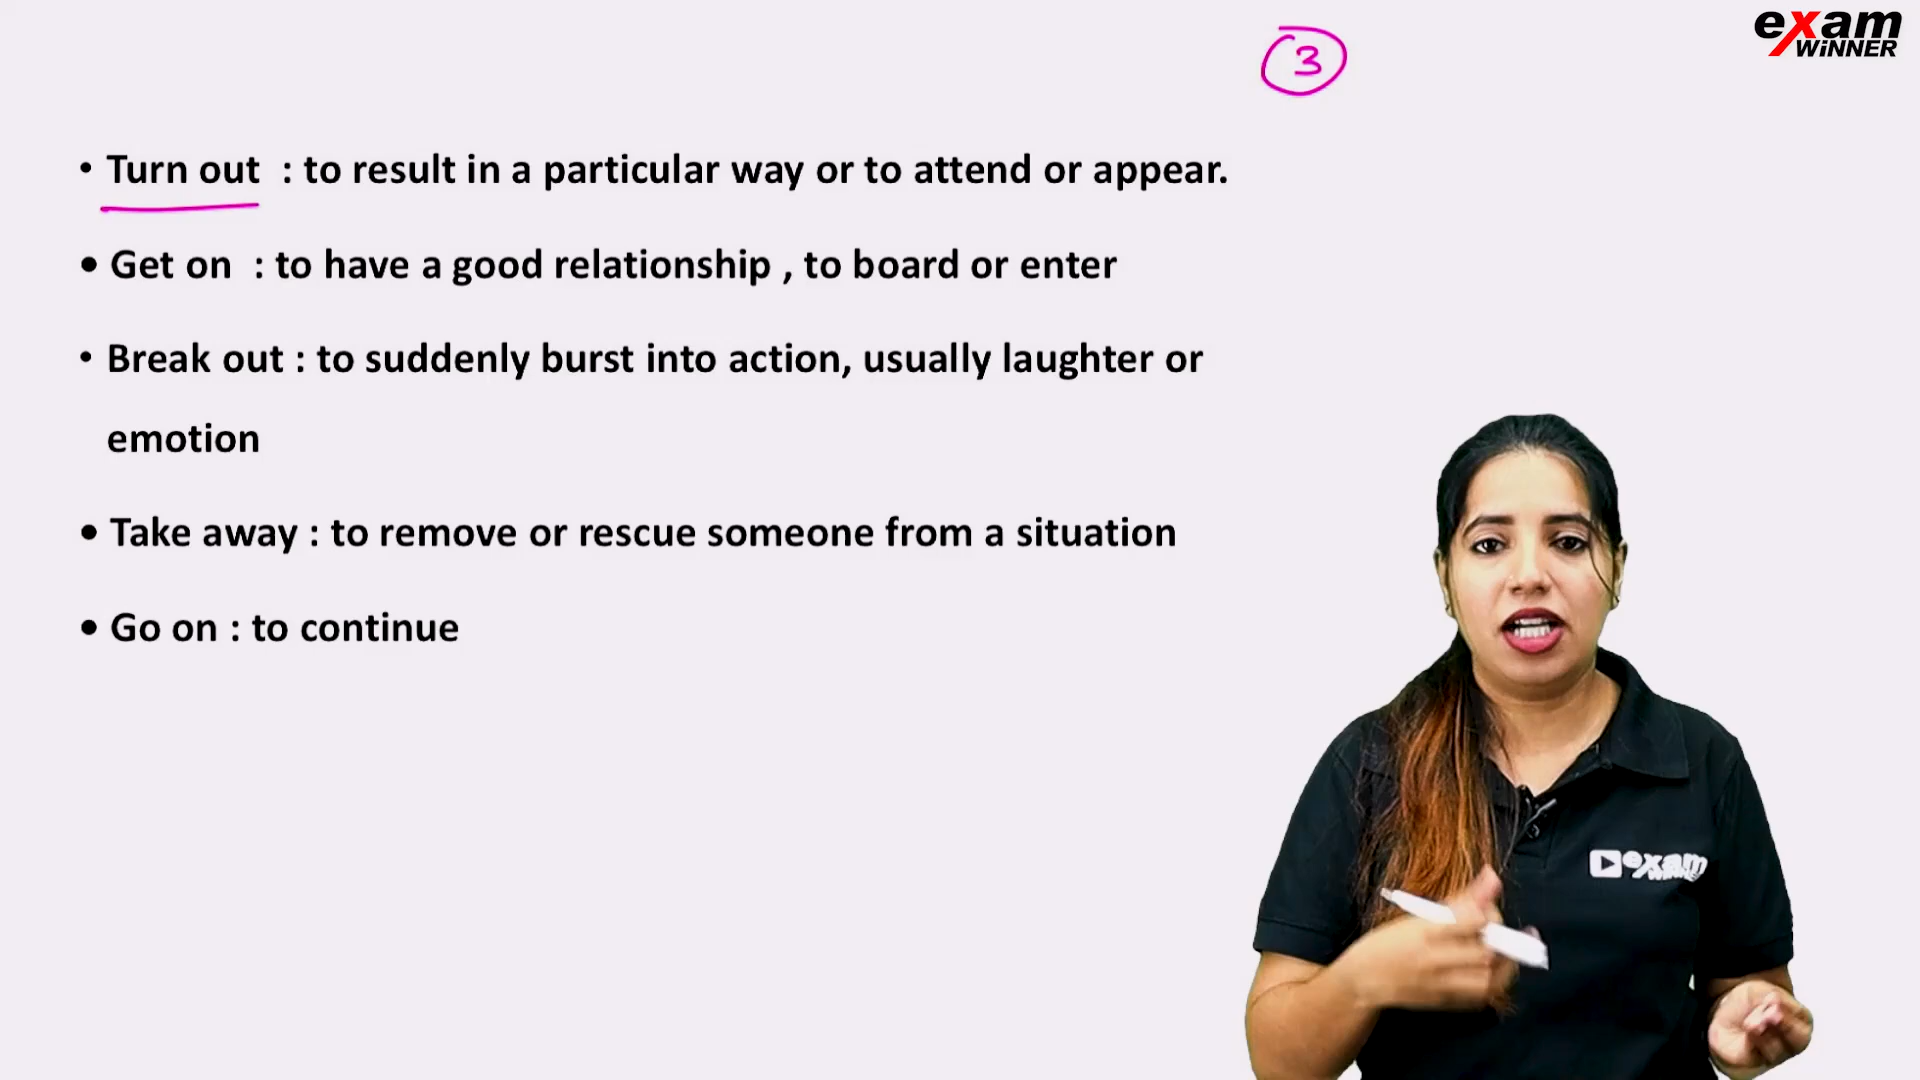 3
exam
WiNNER
• Turn out : to result in a particular way or to attend or appear.
• Get on : to have a good relationship , to board or enter
• Break out : to suddenly burst into action, usually laughter or
emotion
• Take away : to remove or rescue someone from a situation
• Go on : to continue
exam